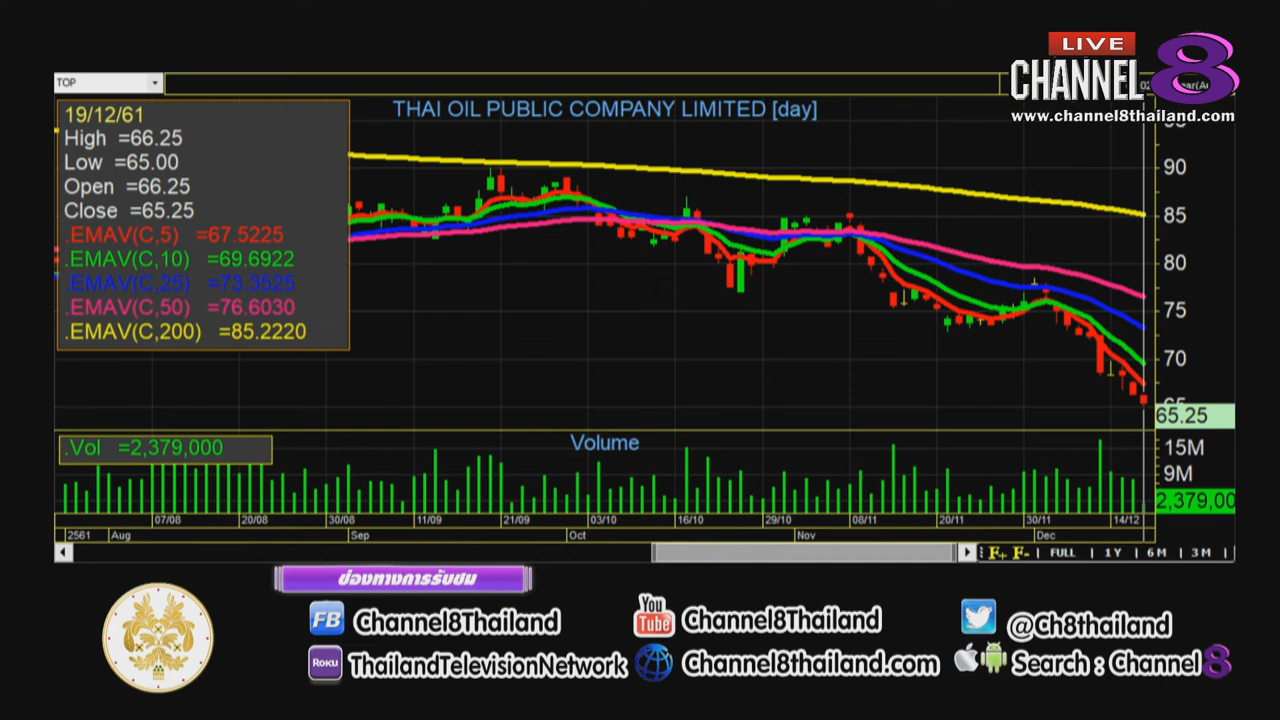 LIVE
CHANNEL 8
www.channel8thailand.com
TOP
THAI OIL PUBLIC COMPANY LIMITED [day]
19/12/61
High =66.25
Low =65.00
Open =66.25
Close =65.25
.EMAV(C,5) =67.5225
.EMAV(C,10) =69.6922
.EMAV(C,25) =73.3525
.EMAV(C,50) =76.6030
.EMAV(C,200) =85.2220
90
85
80
75
70
65
65.25
.Vol =2,379,000
Volume
15M
9M
2,379,00
07/08 20/08 30/08 11/09 21/09 03/10 16/10 29/10 08/11 20/11 30/11 14/12
2561 Aug Sep Oct Nov Dec
F+ F- FULL 1Y 6M 3M
ช่องทางการรับชม
FB Channel8Thailand
You Tube Channel8Thailand
@Ch8thailand
ROKU ThailandTelevisionNetwork
Channel8thailand.com
Search : Channel 8